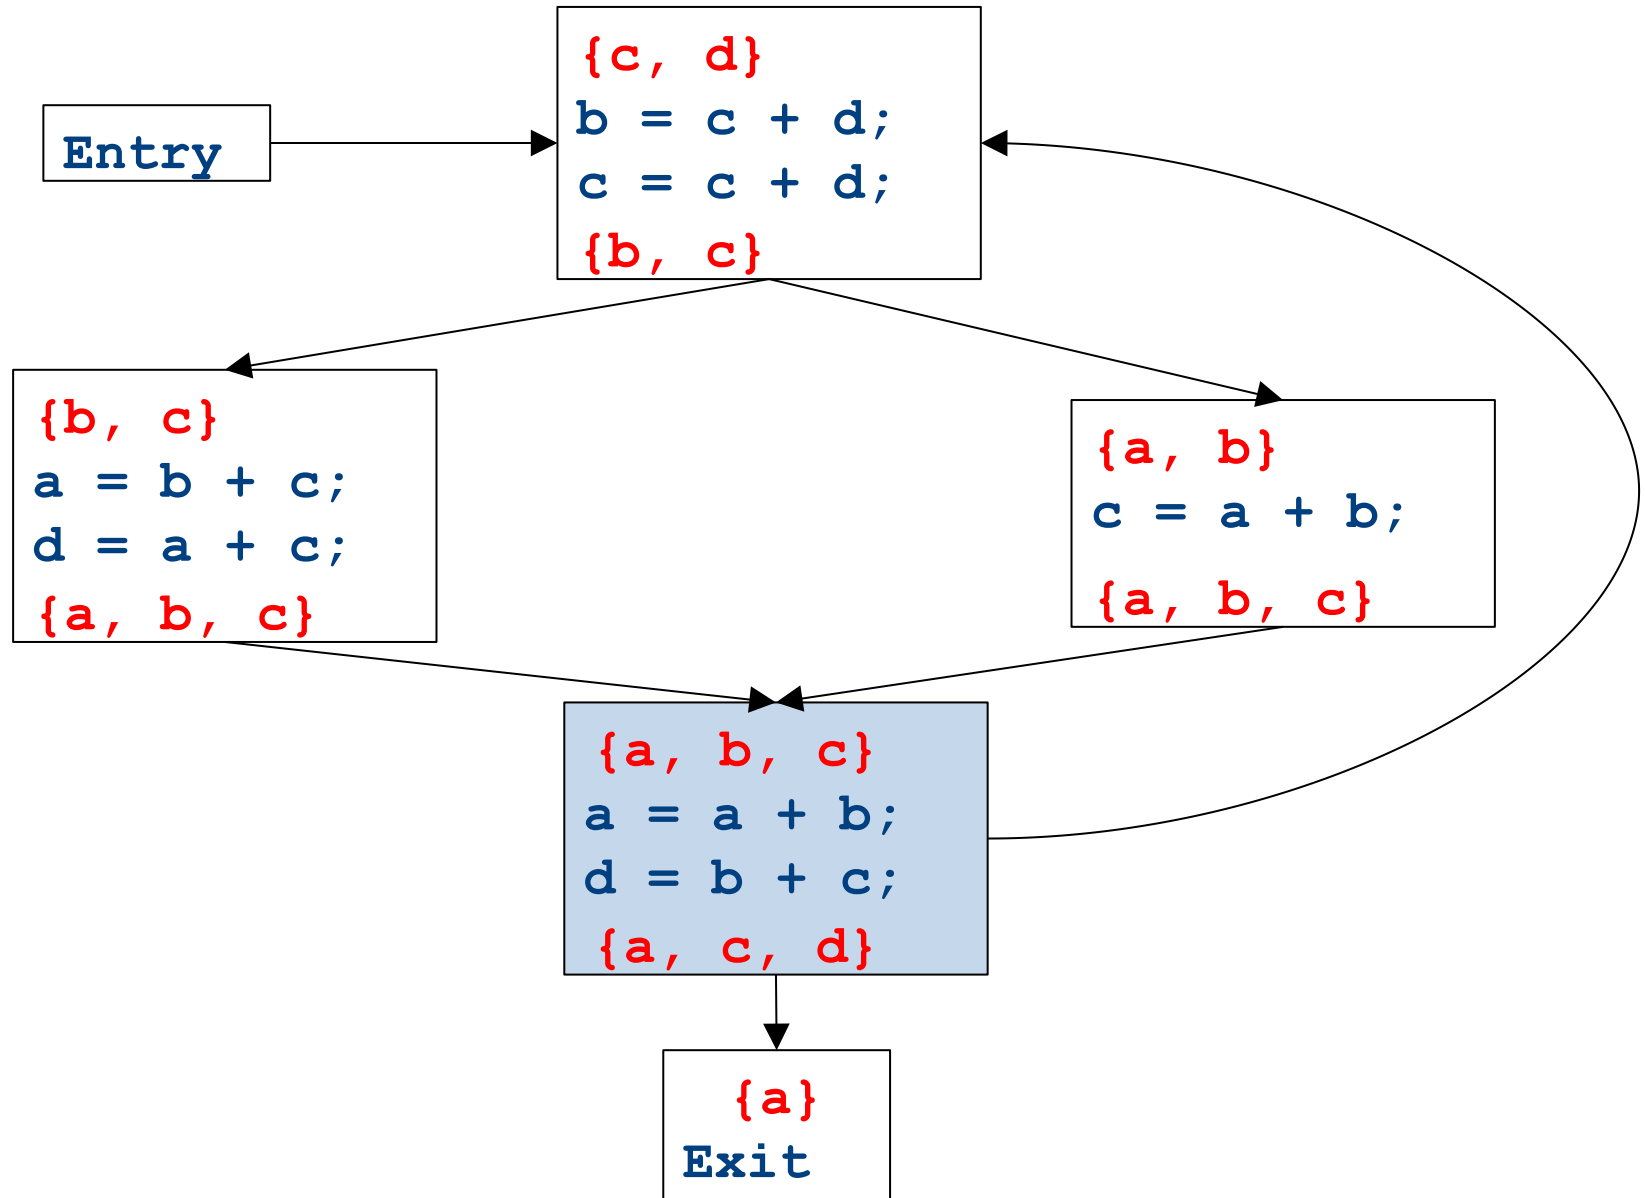 {c, d}
b = c + d;
c = c + d;
{b, c}
Entry
{b, c}
a = b + c;
d = a + c;
{a, b, c}
{a, b}
c = a + b;
{a, b, c}
{a, b, c}
a = a + b;
d = b + c;
{a, c, d}
{a}
Exit